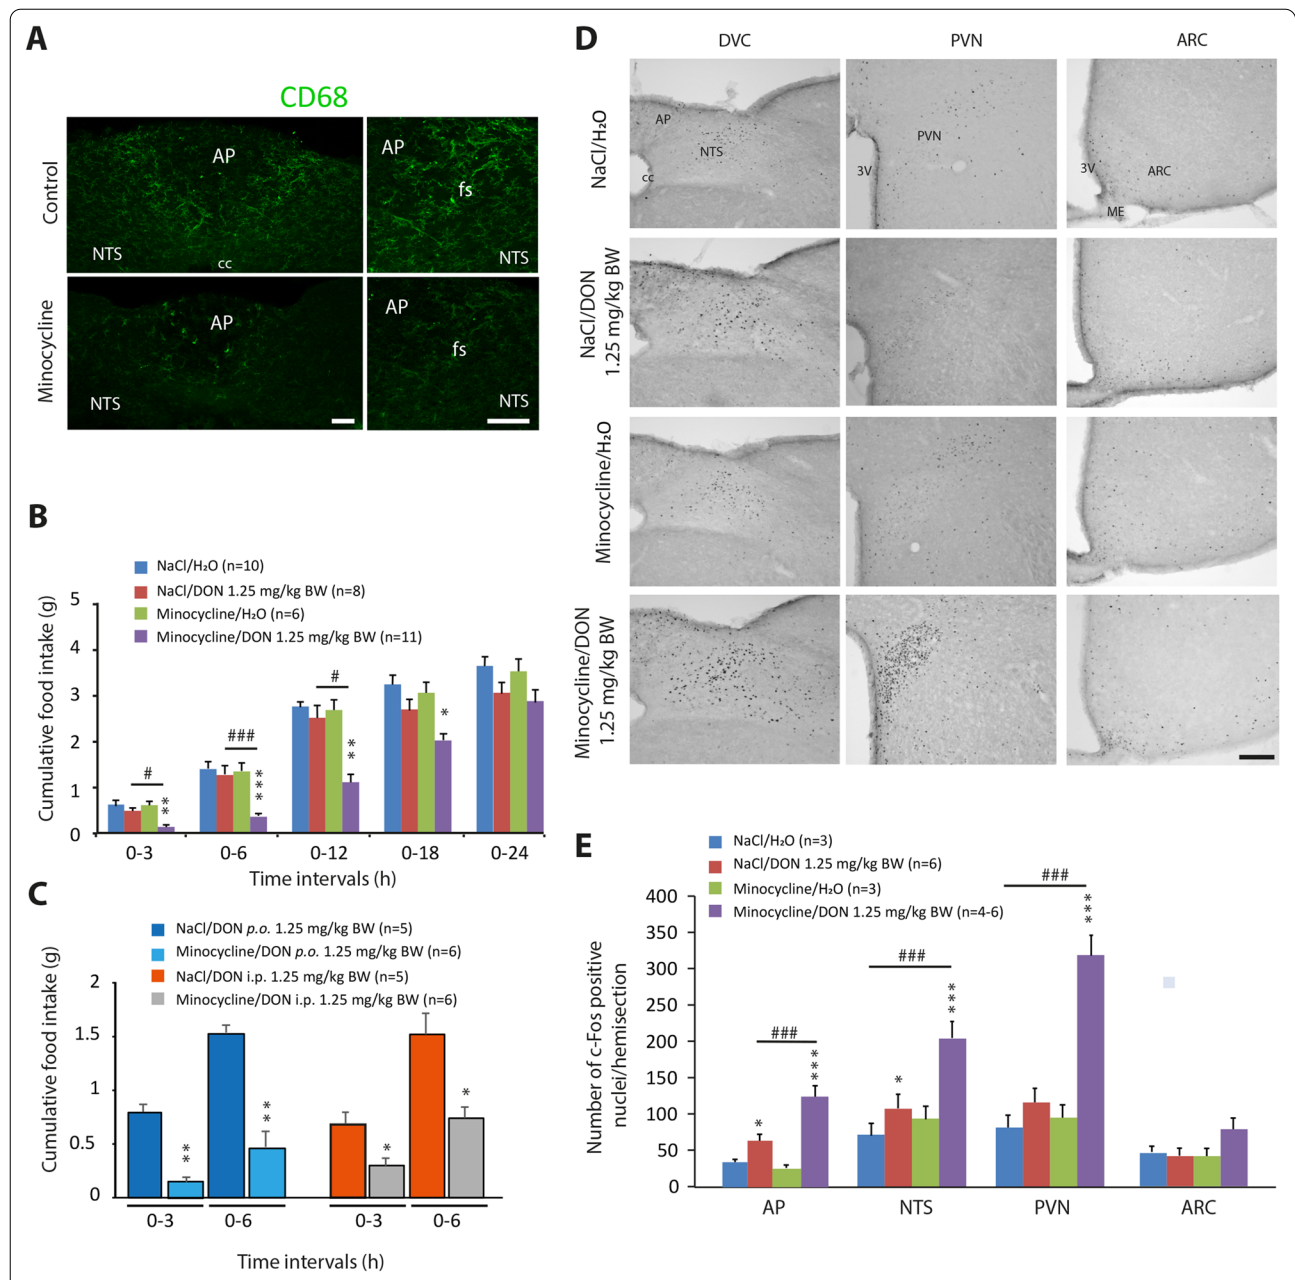 A
CD68
Control
AP
NTS
cc
AP
fs
NTS
Minocycline
AP
NTS
AP
fs
NTS
B
NaCl/H₂O (n=10)
NaCl/DON 1.25 mg/kg BW (n=8)
Minocycline/H₂O (n=6)
Minocycline/DON 1.25 mg/kg BW (n=11)
Cumulative food intake (g)
5
4
3
2
1
0
#
**
###
***
#
**
*
0-3
0-6
0-12
0-18
0-24
Time intervals (h)
C
NaCl/DON p.o. 1.25 mg/kg BW (n=5)
Minocycline/DON p.o. 1.25 mg/kg BW (n=6)
NaCl/DON i.p. 1.25 mg/kg BW (n=5)
Minocycline/DON i.p. 1.25 mg/kg BW (n=6)
Cumulative food intake (g)
2
1.5
1
0.5
0
**
**
*
*
0-3
0-6
0-3
0-6
Time intervals (h)
D
DVC
PVN
ARC
NaCl/H₂O
AP
NTS
cc
PVN
3V
3V
ARC
ME
NaCl/DON
1.25 mg/kg BW
Minocycline/H₂O
Minocycline/DON
1.25 mg/kg BW
E
NaCl/H₂O (n=3)
NaCl/DON 1.25 mg/kg BW (n=6)
Minocycline/H₂O (n=3)
Minocycline/DON 1.25 mg/kg BW (n=4-6)
Number of c-Fos positive
nuclei/hemisection
400
350
300
250
200
150
100
50
0
*
###
***
*
###
***
###
***
AP
NTS
PVN
ARC